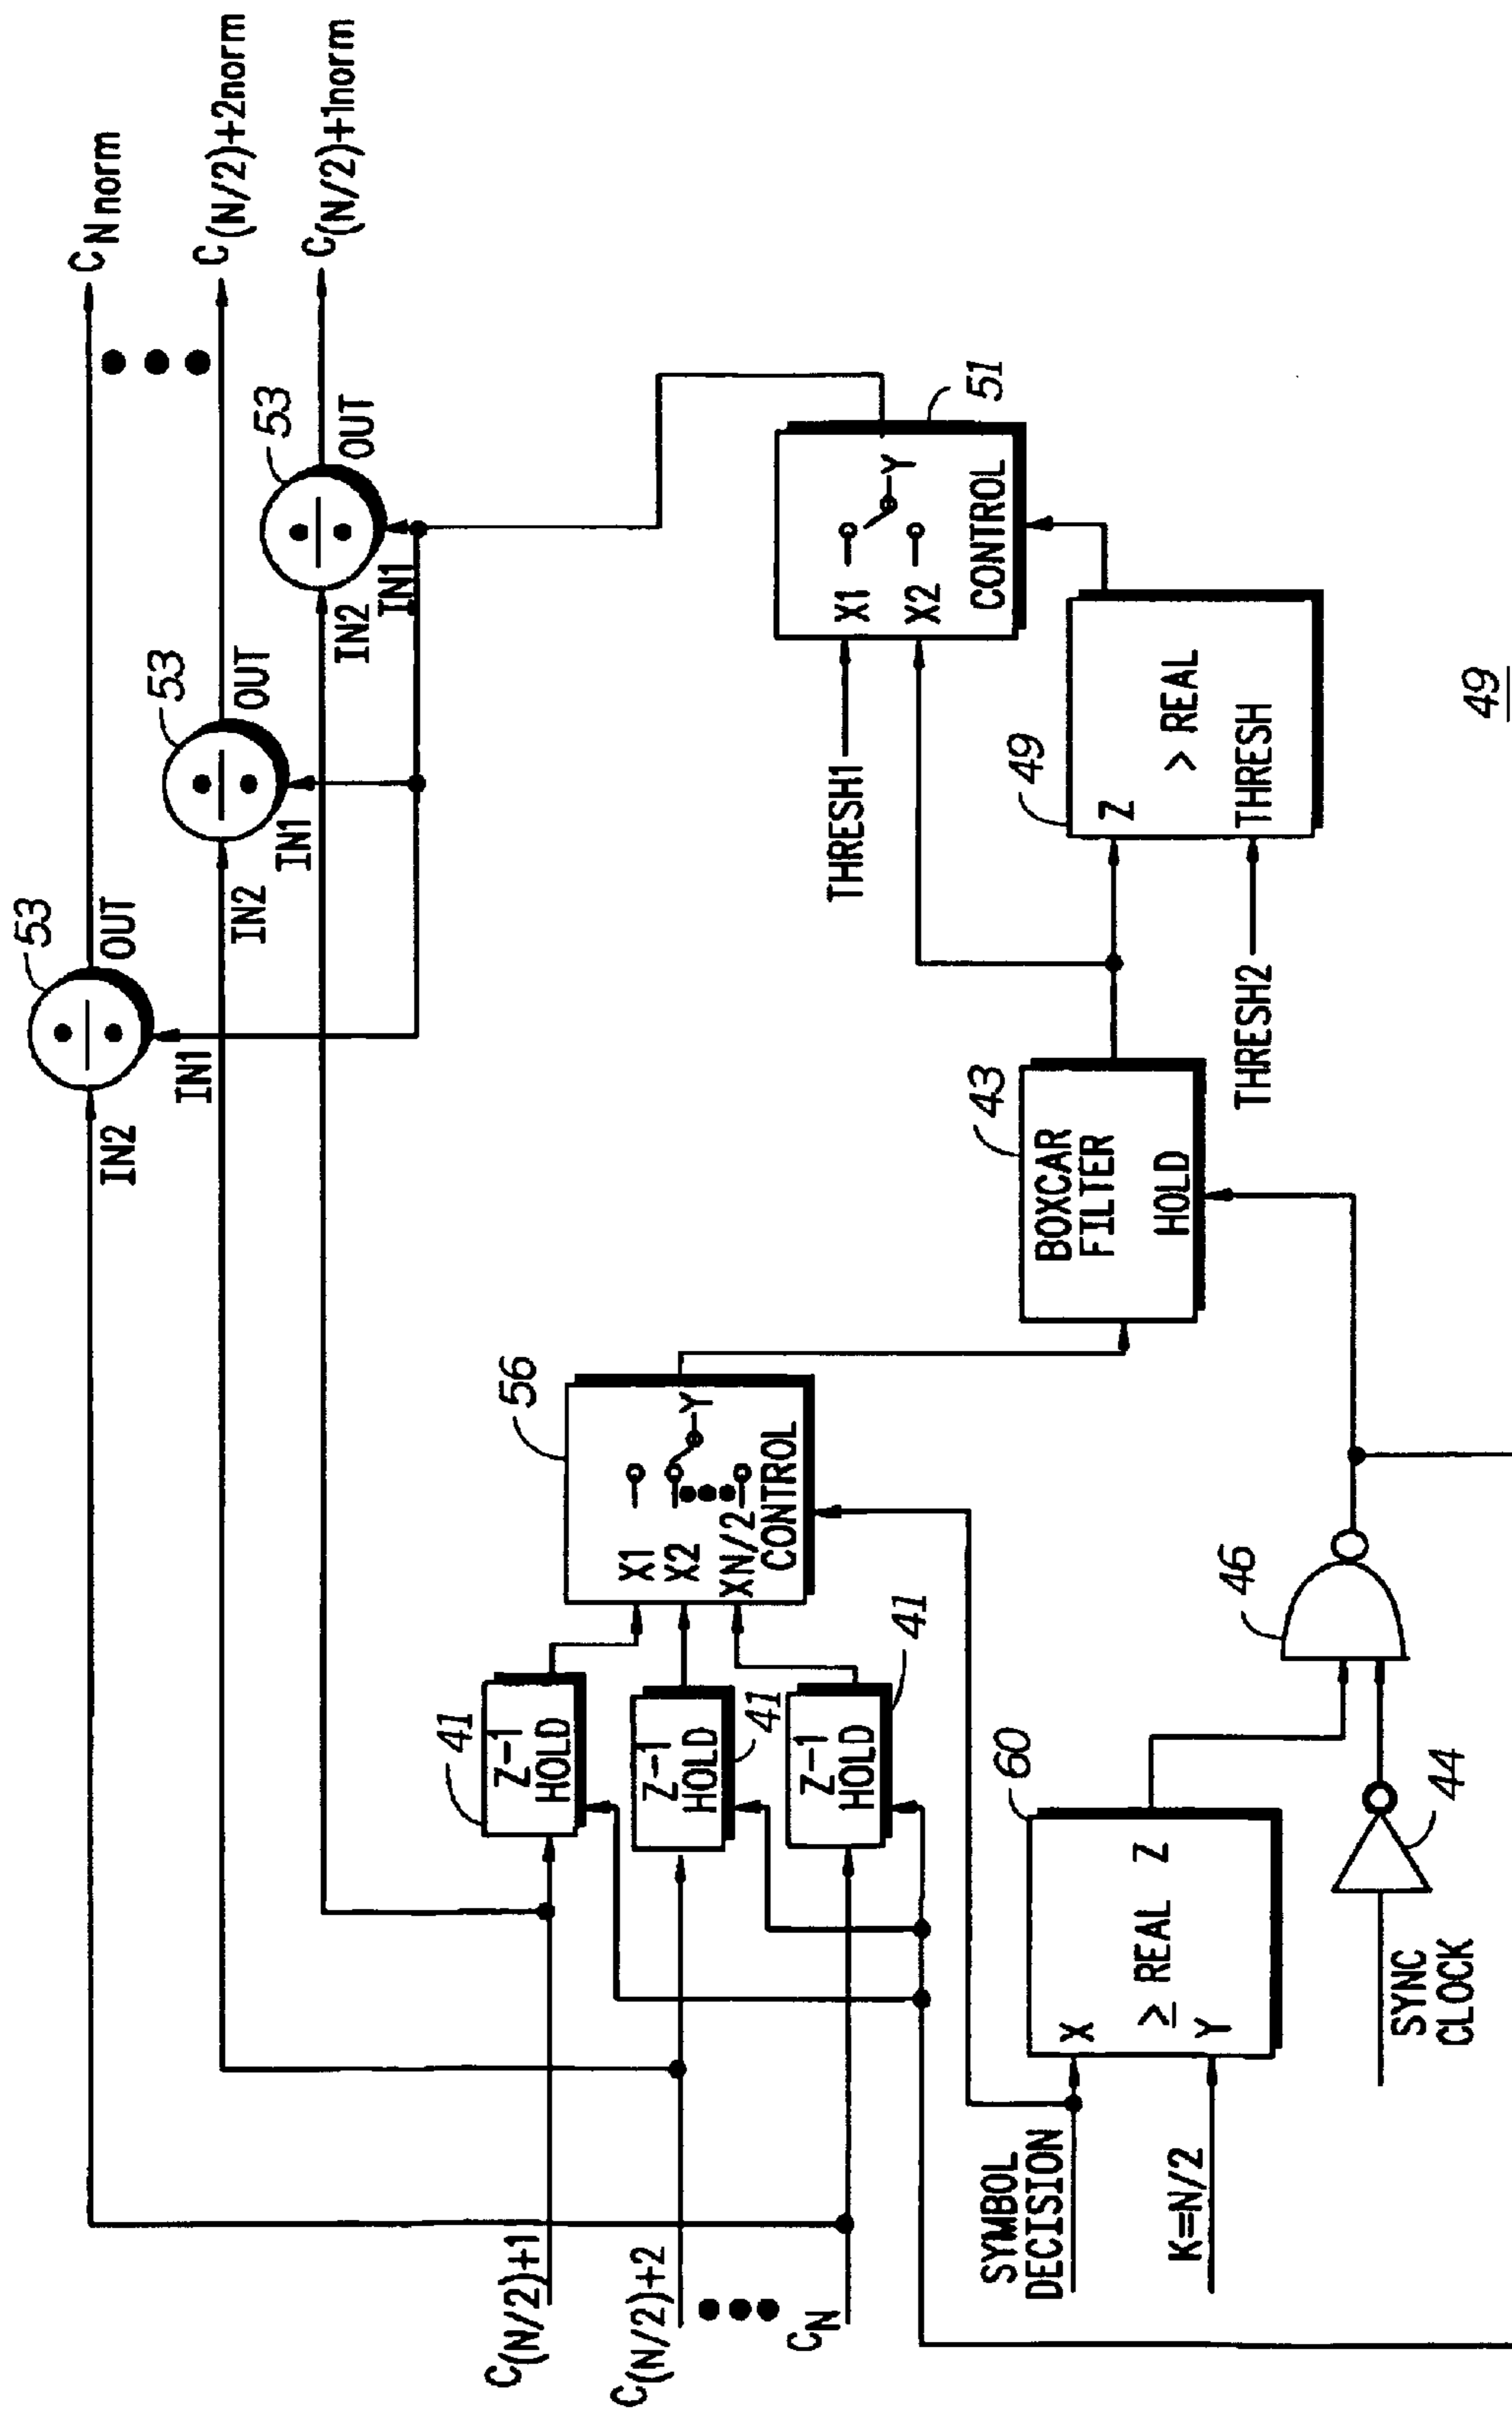 C_N norm
C_(N/2)+2norm
C_(N/2)+1norm
53
OUT
IN2
IN1
53
OUT
IN2
IN1
53
OUT
IN2
IN1
51
X1
X2
Y
CONTROL
THRESH1
49
Z
> REAL
THRESH
THRESH2
43
BOXCAR
FILTER
HOLD
56
X1
X2
XN/2
Y
CONTROL
41
Z-1
HOLD
41
Z-1
HOLD
41
Z-1
HOLD
C_(N/2)+1
C_(N/2)+2
C_N
SYMBOL
DECISION
K=N/2
60
X
≥ REAL Z
Y
46
44
SYNC
CLOCK
49